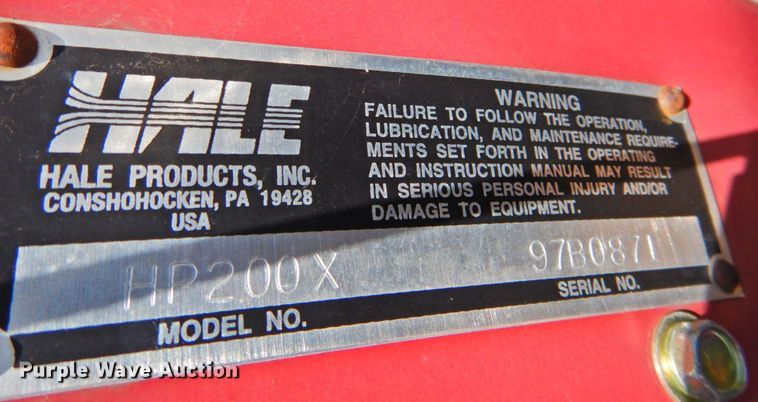 HALE
HALE PRODUCTS, INC.
CONSHOHOCKEN, PA 19428
USA
WARNING
FAILURE TO FOLLOW THE OPERATION,
LUBRICATION, AND MAINTENANCE REQUIRE-
MENTS SET FORTH IN THE OPERATING
AND INSTRUCTION MANUAL MAY RESULT
IN SERIOUS PERSONAL INJURY AND/OR
DAMAGE TO EQUIPMENT.
HP200X
MODEL NO.
97B0871
SERIAL NO.
Purple Wave Auction